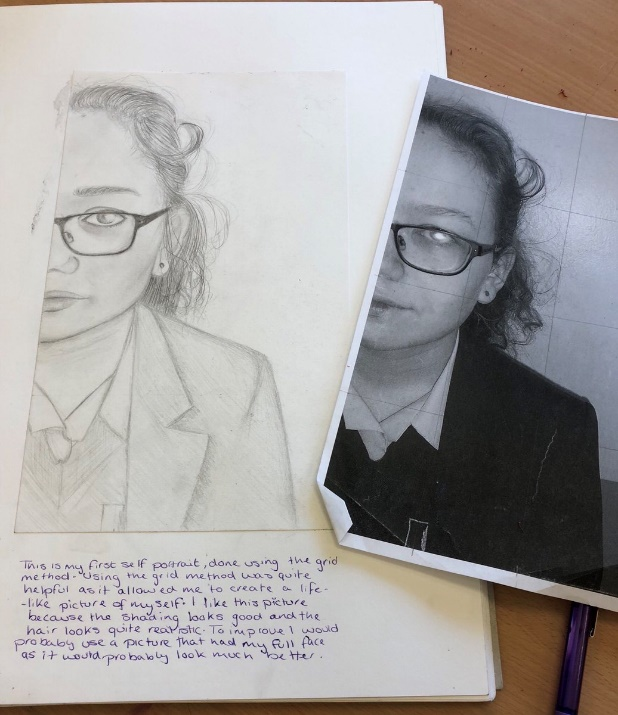 This is my first self portrait, done using the grid
method. Using the grid method was quite
helpful as it allowed me to create a life-
-like picture of myself. I like this picture
because the shading looks good and the
hair looks quite realistic. To improve I would
probably use a picture that had my full face
as it would probably look much better.